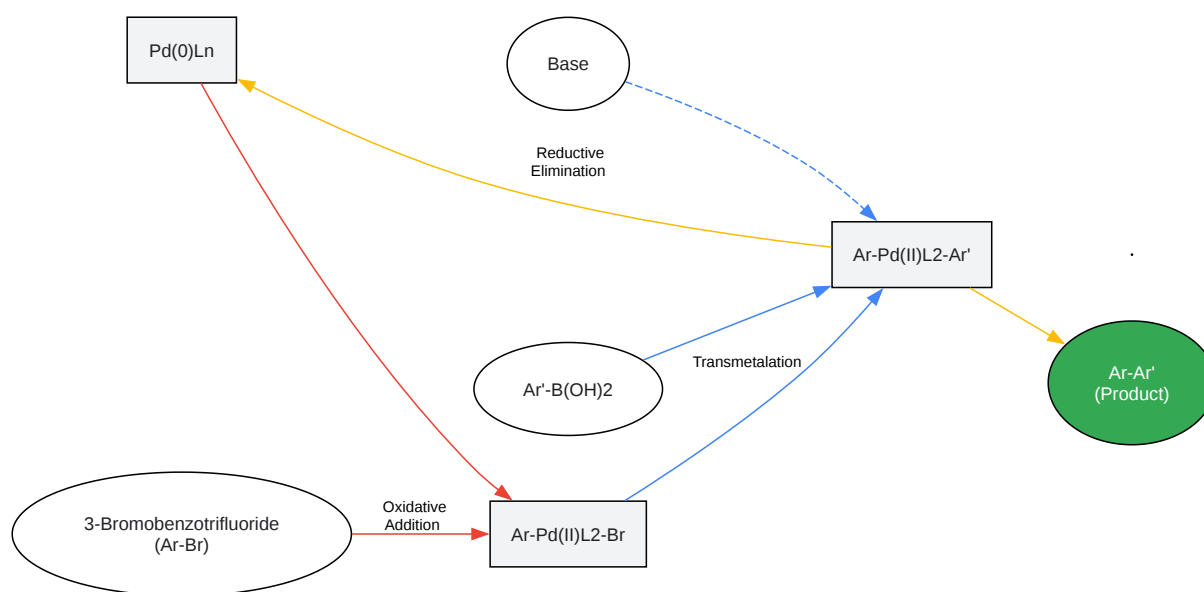 Pd(0)Ln
Base
Reductive
Elimination
Ar-Pd(II)L2-Ar'
.
Ar'-B(OH)2
Transmetalation
Ar-Ar'
(Product)
3-Bromobenzotrifluoride
(Ar-Br)
Oxidative
Addition
Ar-Pd(II)L2-Br